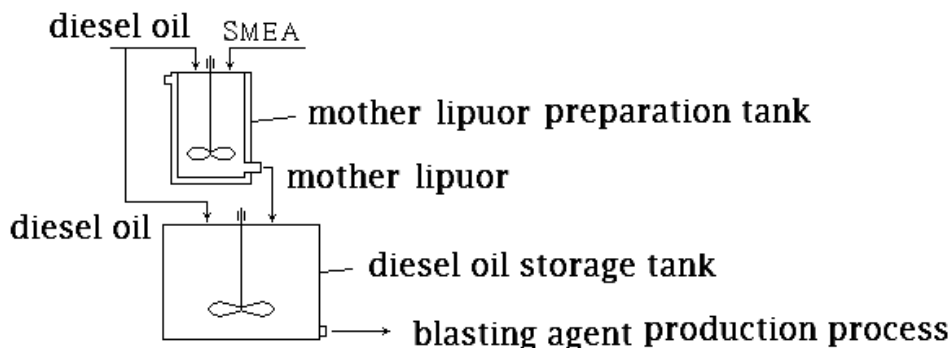 diesel oil
SMEA
mother lipuor preparation tank
mother lipuor
diesel oil
diesel oil storage tank
blasting agent production process